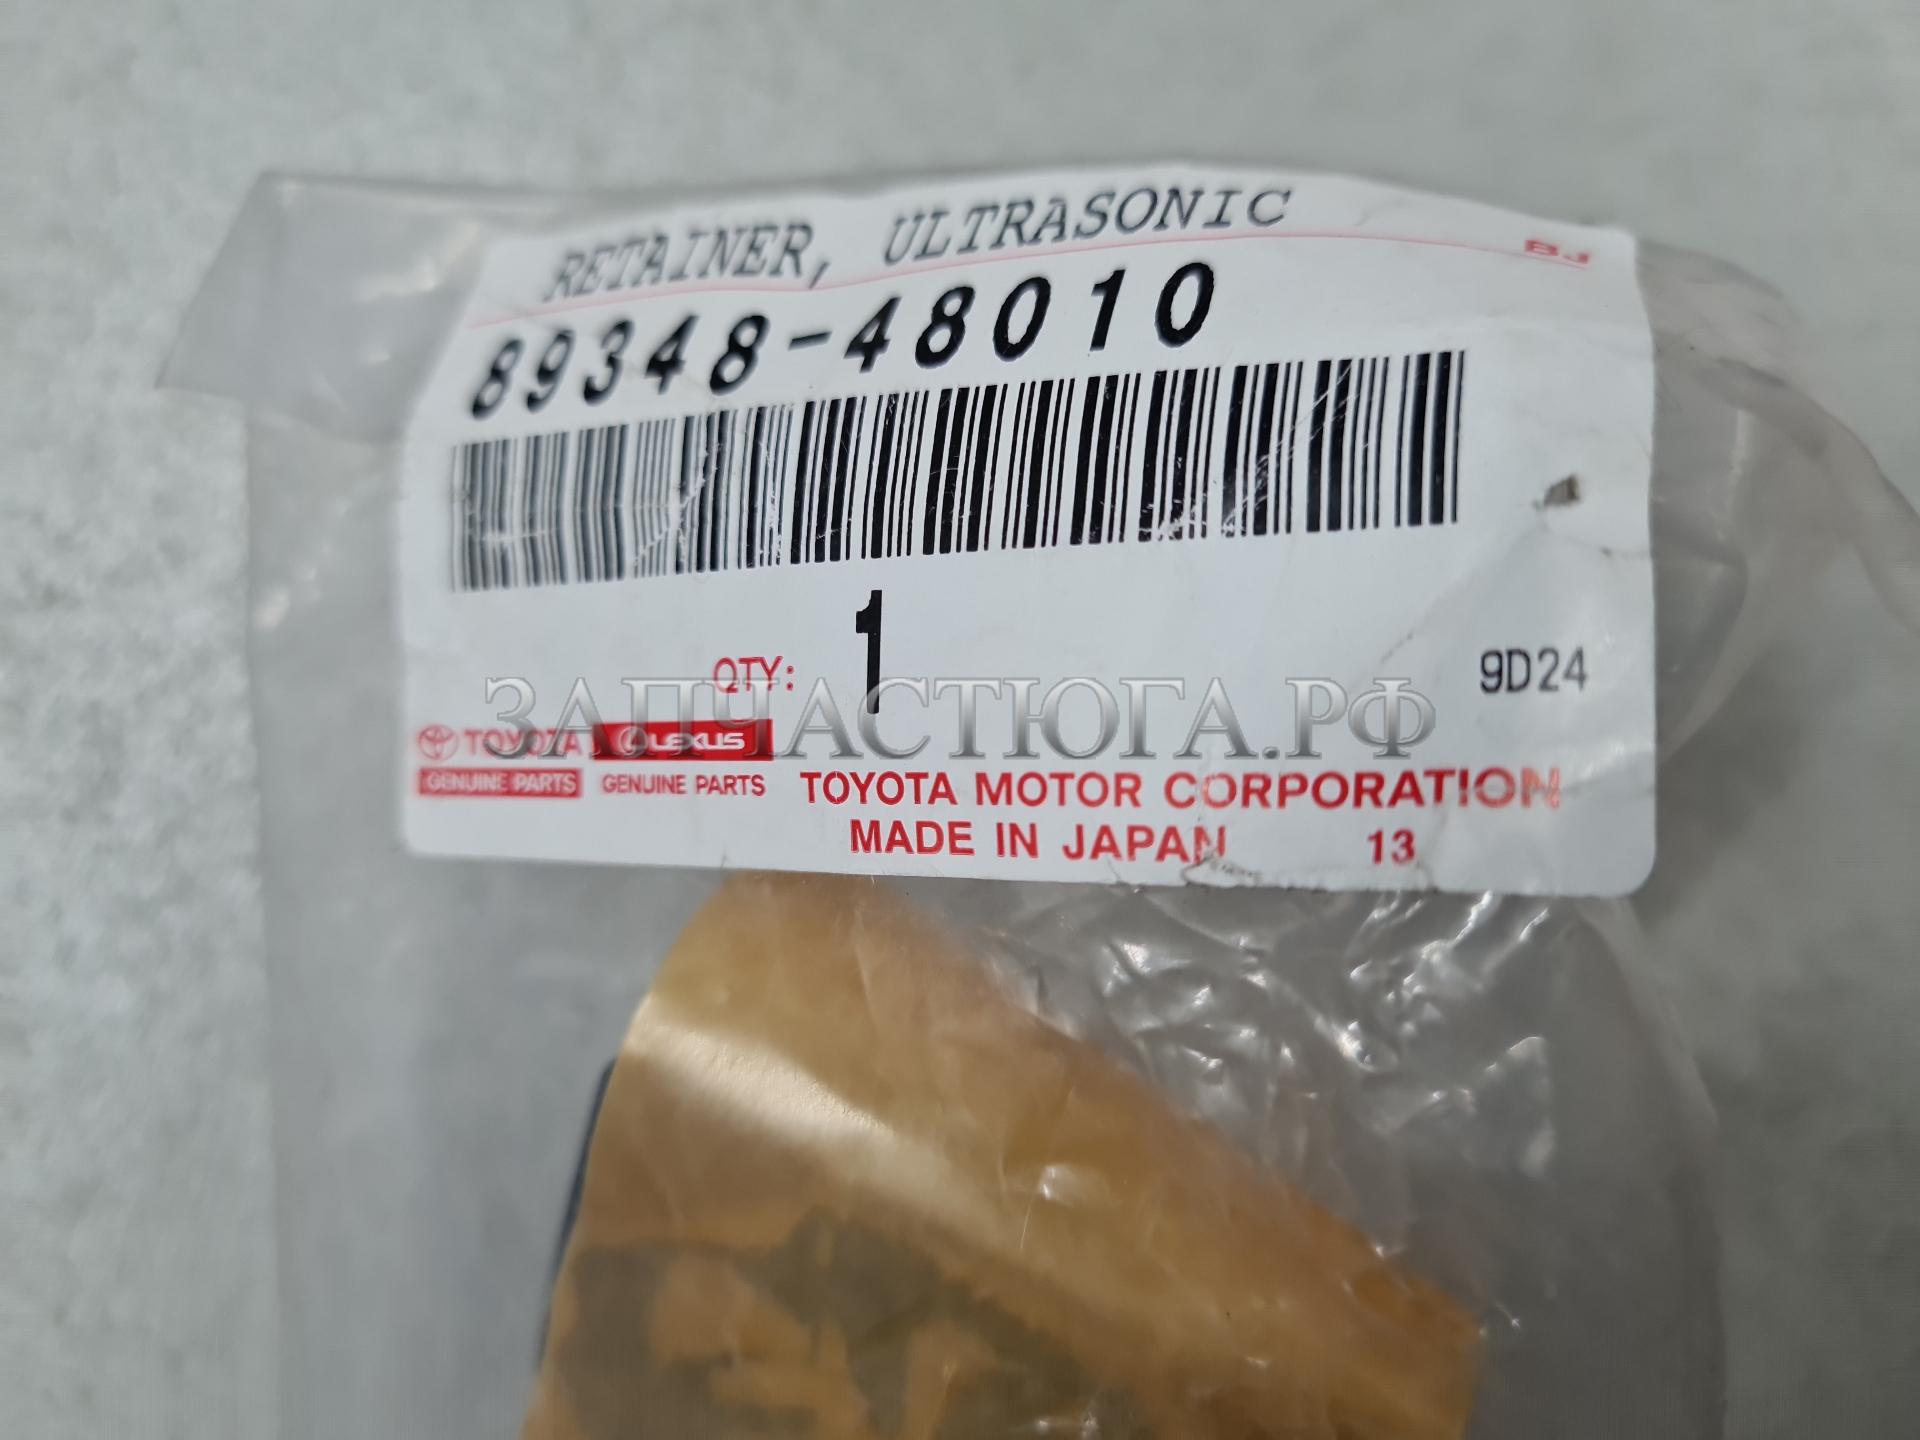 RETAINER, ULTRASONIC
BJ
89348-48010
QTY: 1
9D24
ЗАПЧАСТЮГА.РФ
TOYOTA LEXUS
GENUINE PARTS GENUINE PARTS
TOYOTA MOTOR CORPORATION
MADE IN JAPAN 13